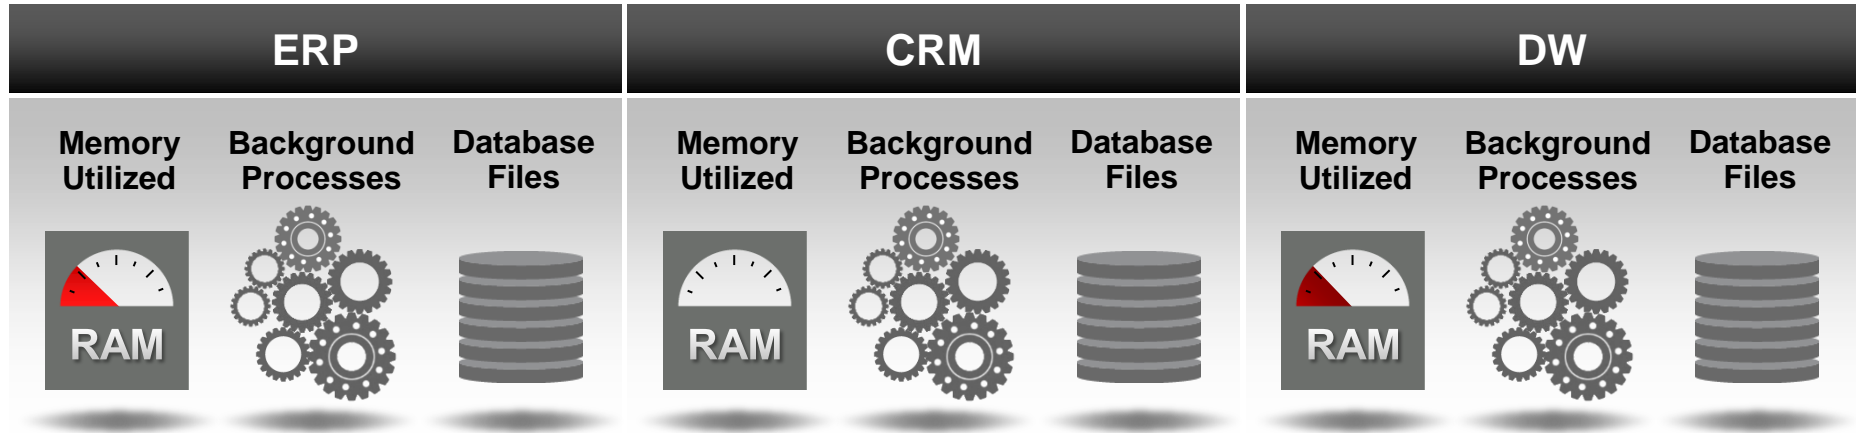 ERP
CRM
DW
Memory
Utilized
Background
Processes
Database
Files
RAM
Memory
Utilized
Background
Processes
Database
Files
RAM
Memory
Utilized
Background
Processes
Database
Files
RAM